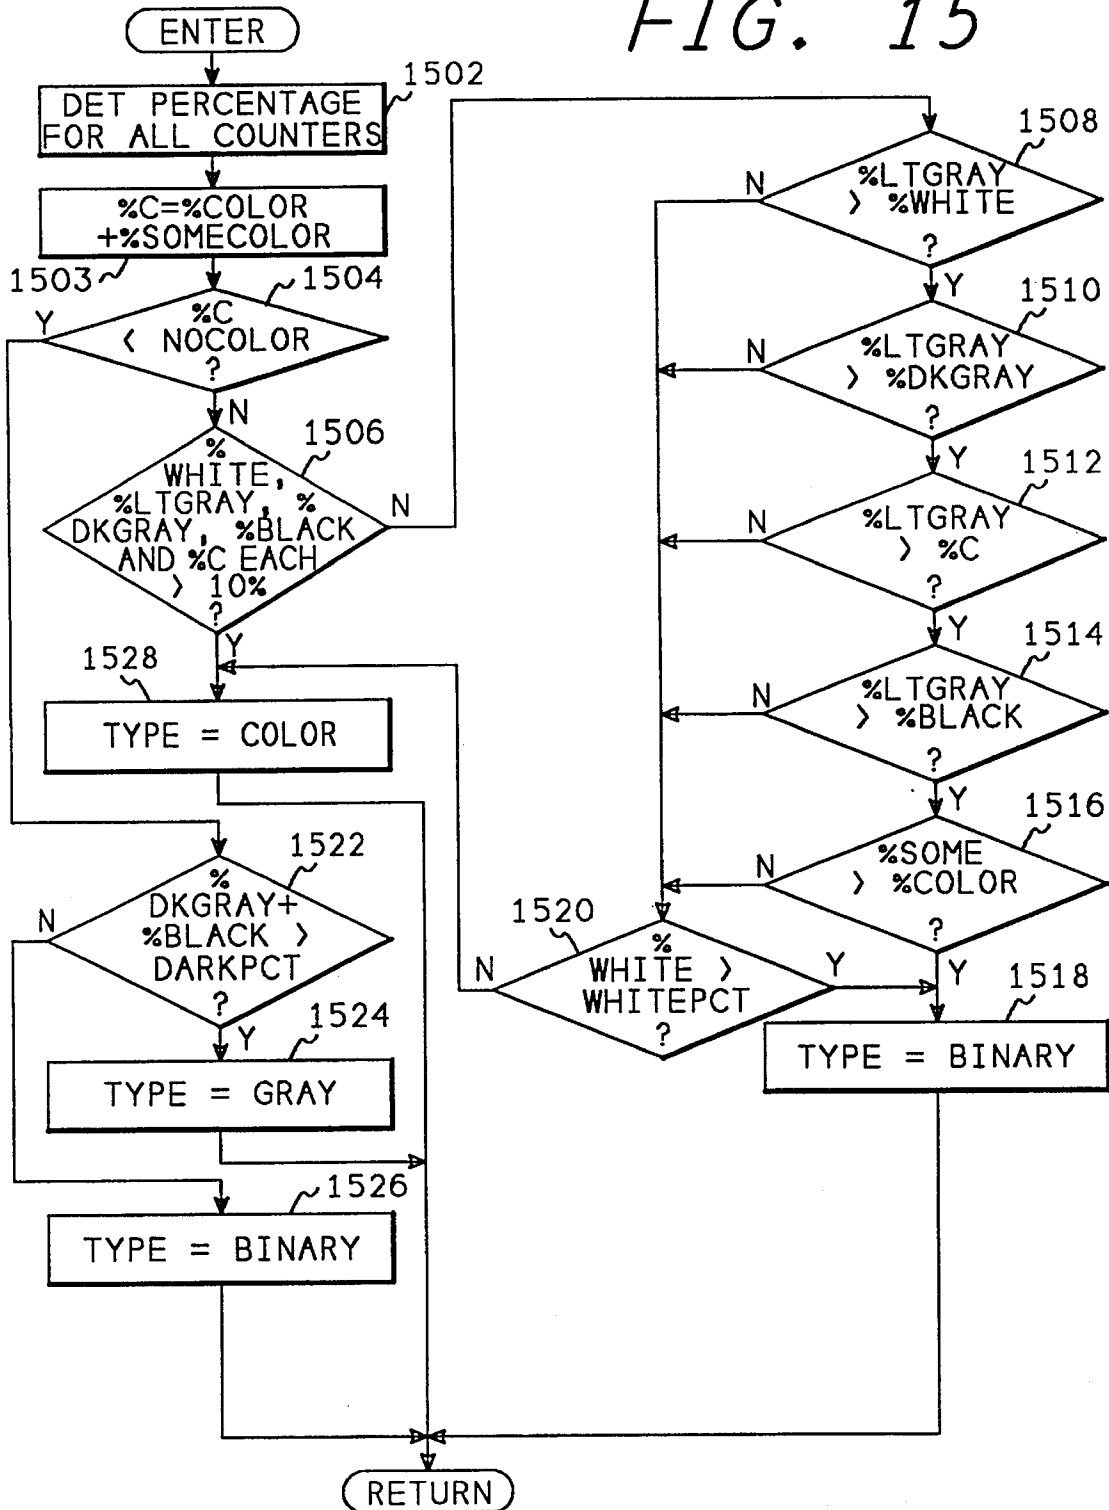 FIG. 15
ENTER
1502
DET PERCENTAGE
FOR ALL COUNTERS
%C=%COLOR
+%SOMECOLOR
1503
1504
%C
< NOCOLOR
?
Y
N
1506
%
WHITE,
%LTGRAY, %
DKGRAY, %BLACK
AND %C EACH
> 10%
?
N
Y
1528
TYPE = COLOR
1522
%
DKGRAY+
%BLACK >
DARKPCT
?
N
Y
1524
TYPE = GRAY
1526
TYPE = BINARY
1508
%LTGRAY
> %WHITE
?
N
Y
1510
%LTGRAY
> %DKGRAY
?
N
Y
1512
%LTGRAY
> %C
?
N
Y
1514
%LTGRAY
> %BLACK
?
N
Y
1516
%SOME
> %COLOR
?
N
Y
1520
%
WHITE >
WHITEPCT
?
N
Y
1518
TYPE = BINARY
RETURN